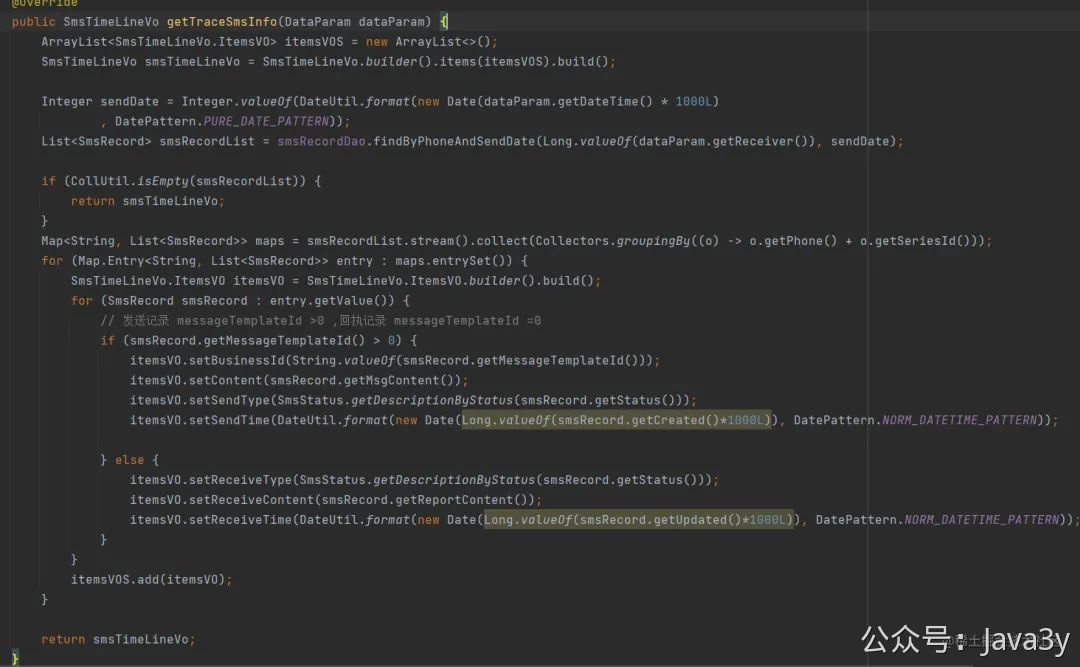 @Override
public SmsTimeLineVo getTraceSmsInfo(DataParam dataParam) {
ArrayList<SmsTimeLineVo.ItemsVO> itemsVOS = new ArrayList<>();
SmsTimeLineVo smsTimeLineVo = SmsTimeLineVo.builder().items(itemsVOS).build();
Integer sendDate = Integer.valueOf(DateUtil.format(new Date(dataParam.getDateTime() * 1000L)
, DatePattern.PURE_DATE_PATTERN));
List<SmsRecord> smsRecordList = smsRecordDao.findByPhoneAndSendDate(Long.valueOf(dataParam.getReceiver()), sendDate);
if (CollUtil.isEmpty(smsRecordList)) {
return smsTimeLineVo;
}
Map<String, List<SmsRecord>> maps = smsRecordList.stream().collect(Collectors.groupingBy((o) -> o.getPhone() + o.getSeriesId()));
for (Map.Entry<String, List<SmsRecord>> entry : maps.entrySet()) {
SmsTimeLineVo.ItemsVO itemsVO = SmsTimeLineVo.ItemsVO.builder().build();
for (SmsRecord smsRecord : entry.getValue()) {
// 发送记录 messageTemplateId >0 ,回执记录 messageTemplateId =0
if (smsRecord.getMessageTemplateId() > 0) {
itemsVO.setBusinessId(String.valueOf(smsRecord.getMessageTemplateId()));
itemsVO.setContent(smsRecord.getMsgContent());
itemsVO.setSendType(SmsStatus.getDescriptionByStatus(smsRecord.getStatus()));
itemsVO.setSendTime(DateUtil.format(new Date(Long.valueOf(smsRecord.getCreated()*1000L)), DatePattern.NORM_DATETIME_PATTERN));
} else {
itemsVO.setReceiveType(SmsStatus.getDescriptionByStatus(smsRecord.getStatus()));
itemsVO.setReceiveContent(smsRecord.getReportContent());
itemsVO.setReceiveTime(DateUtil.format(new Date(Long.valueOf(smsRecord.getUpdated()*1000L)), DatePattern.NORM_DATETIME_PATTERN));
}
}
itemsVOS.add(itemsVO);
}
return smsTimeLineVo;
}
公众号：Java3y